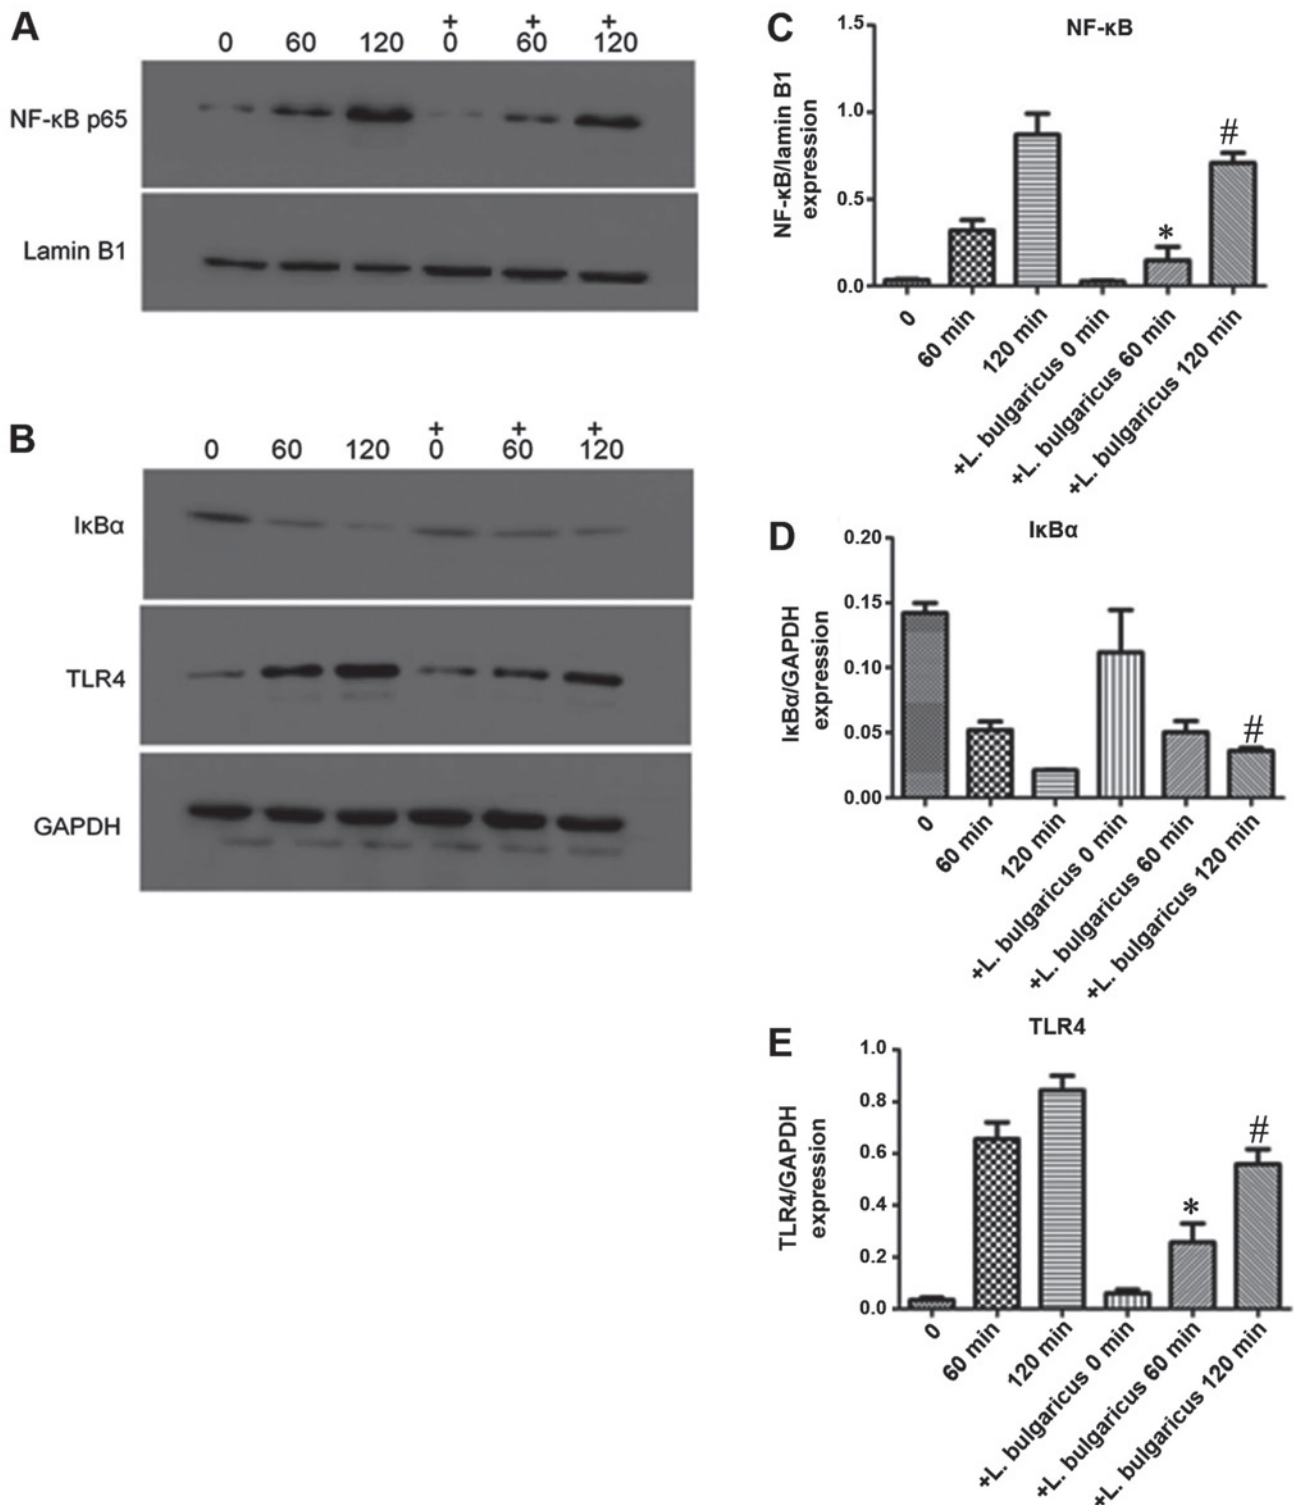 A
+ + +
0 60 120 0 60 120
NF-κB p65
Lamin B1
B
+ + +
0 60 120 0 60 120
IκBα
TLR4
GAPDH
C
NF-κB
NF-κB/lamin B1
expression
1.5
1.0
0.5
0.0
*
#
0
60 min
120 min
+L. bulgaricus 0 min
+L. bulgaricus 60 min
+L. bulgaricus 120 min
D
IκBα
IκBα/GAPDH
expression
0.20
0.15
0.10
0.05
0.00
#
0
60 min
120 min
+L. bulgaricus 0 min
+L. bulgaricus 60 min
+L. bulgaricus 120 min
E
TLR4
TLR4/GAPDH
expression
1.0
0.8
0.6
0.4
0.2
0.0
*
#
0
60 min
120 min
+L. bulgaricus 0 min
+L. bulgaricus 60 min
+L. bulgaricus 120 min